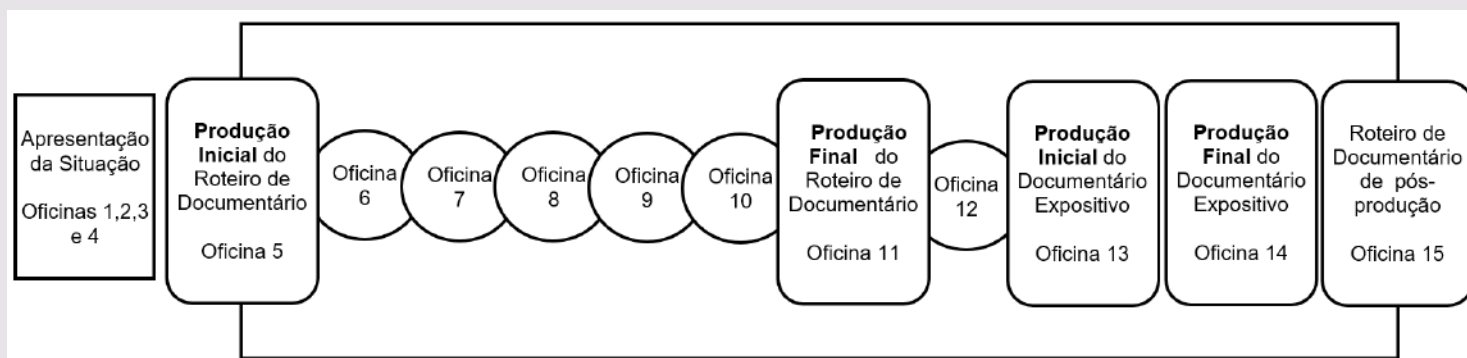 Apresentação
da Situação
Oficinas 1,2,3
e 4
Produção
Inicial do
Roteiro de
Documentário
Oficina 5
Oficina
6
Oficina
7
Oficina
8
Oficina
9
Oficina
10
Produção
Final do
Roteiro de
Documentário
Oficina 11
Oficina
12
Produção
Inicial do
Documentário
Expositivo
Oficina 13
Produção
Final do
Documentário
Expositivo
Oficina 14
Roteiro de
Documentário
de pós-
produção
Oficina 15